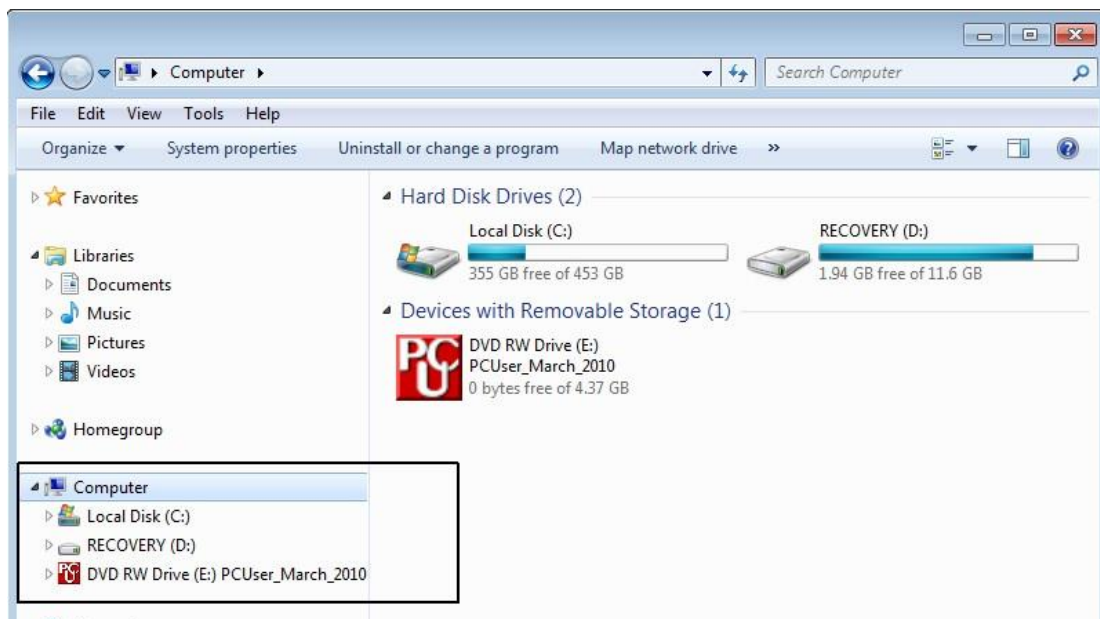 Computer
Search Computer
File Edit View Tools Help
Organize System properties Uninstall or change a program Map network drive »
Favorites
Libraries
Documents
Music
Pictures
Videos
Homegroup
Computer
Local Disk (C:)
RECOVERY (D:)
DVD RW Drive (E:) PCUser_March_2010
Hard Disk Drives (2)
Local Disk (C:)
355 GB free of 453 GB
RECOVERY (D:)
1.94 GB free of 11.6 GB
Devices with Removable Storage (1)
PCU
DVD RW Drive (E:)
PCUser_March_2010
0 bytes free of 4.37 GB